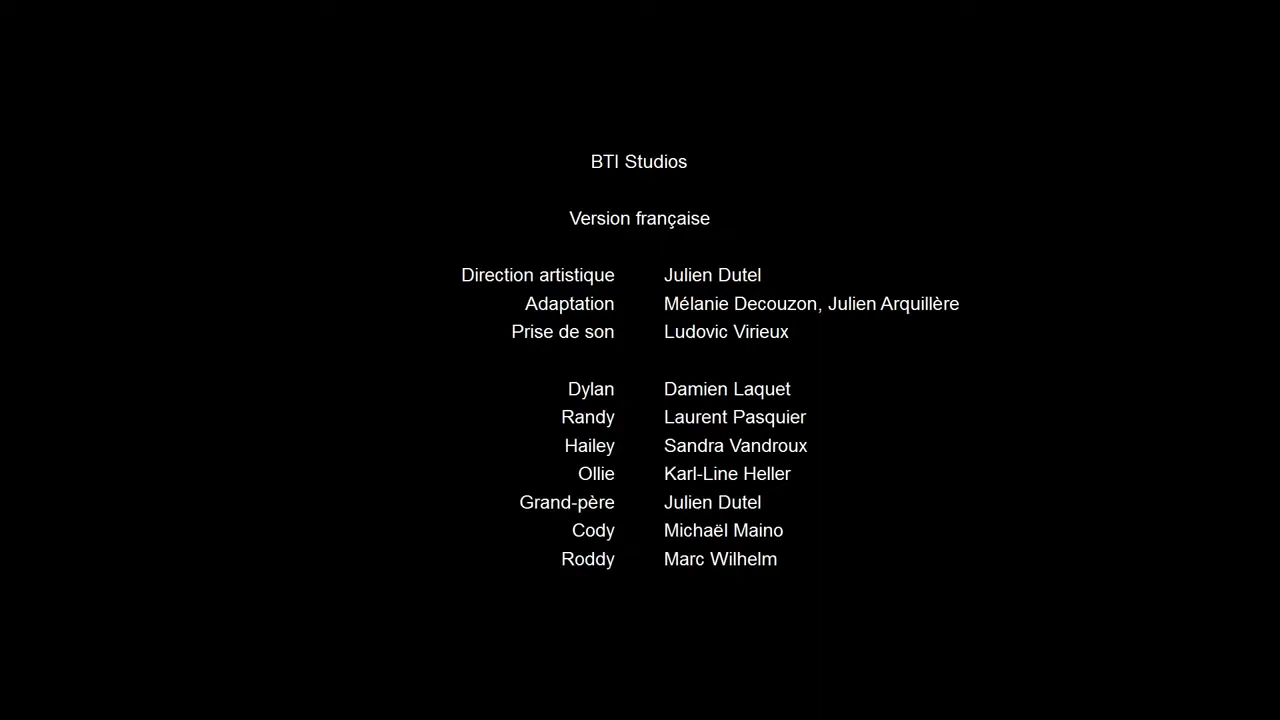 BTI Studios
Version française
Direction artistique Julien Dutel
Adaptation Mélanie Decouzon, Julien Arquillère
Prise de son Ludovic Virieux
Dylan Damien Laquet
Randy Laurent Pasquier
Hailey Sandra Vandroux
Ollie Karl-Line Heller
Grand-père Julien Dutel
Cody Michaël Maino
Roddy Marc Wilhelm